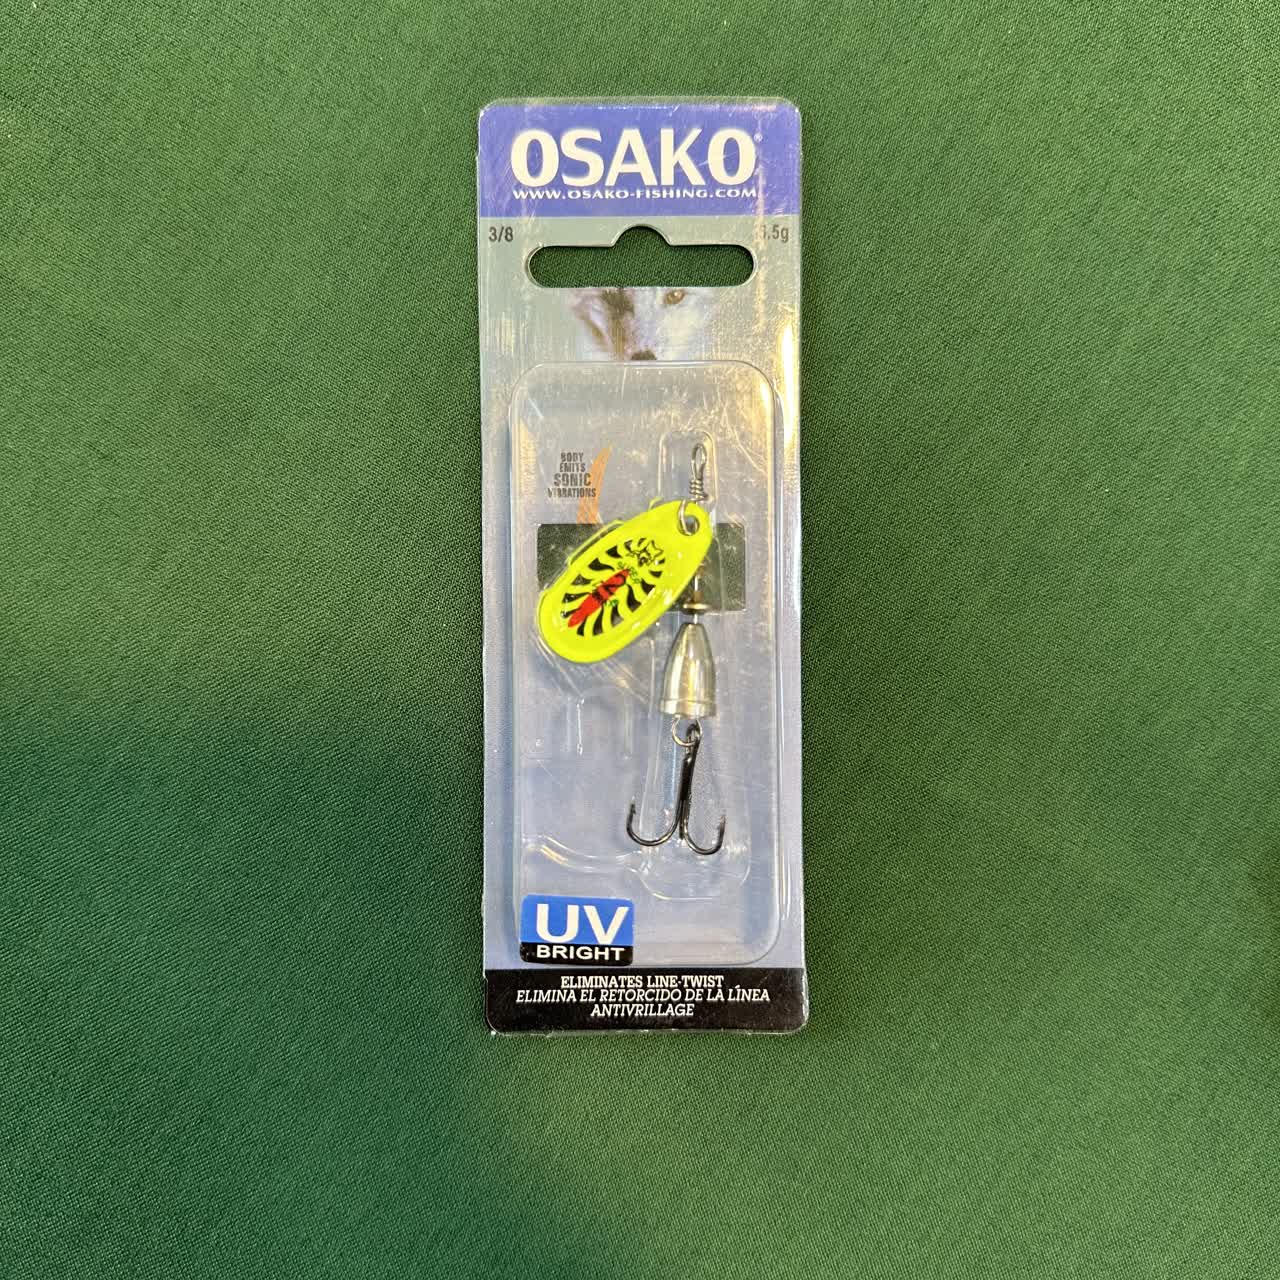 OSAKO®
WWW.OSAKO-FISHING.COM
3/8
BODY
EMITS
SONIC
VIBRATIONS
UV
BRIGHT
ELIMINATES LINE-TWIST
ELIMINA EL RETORCIDO DE LA LÍNEA
ANTIVRILLAGE